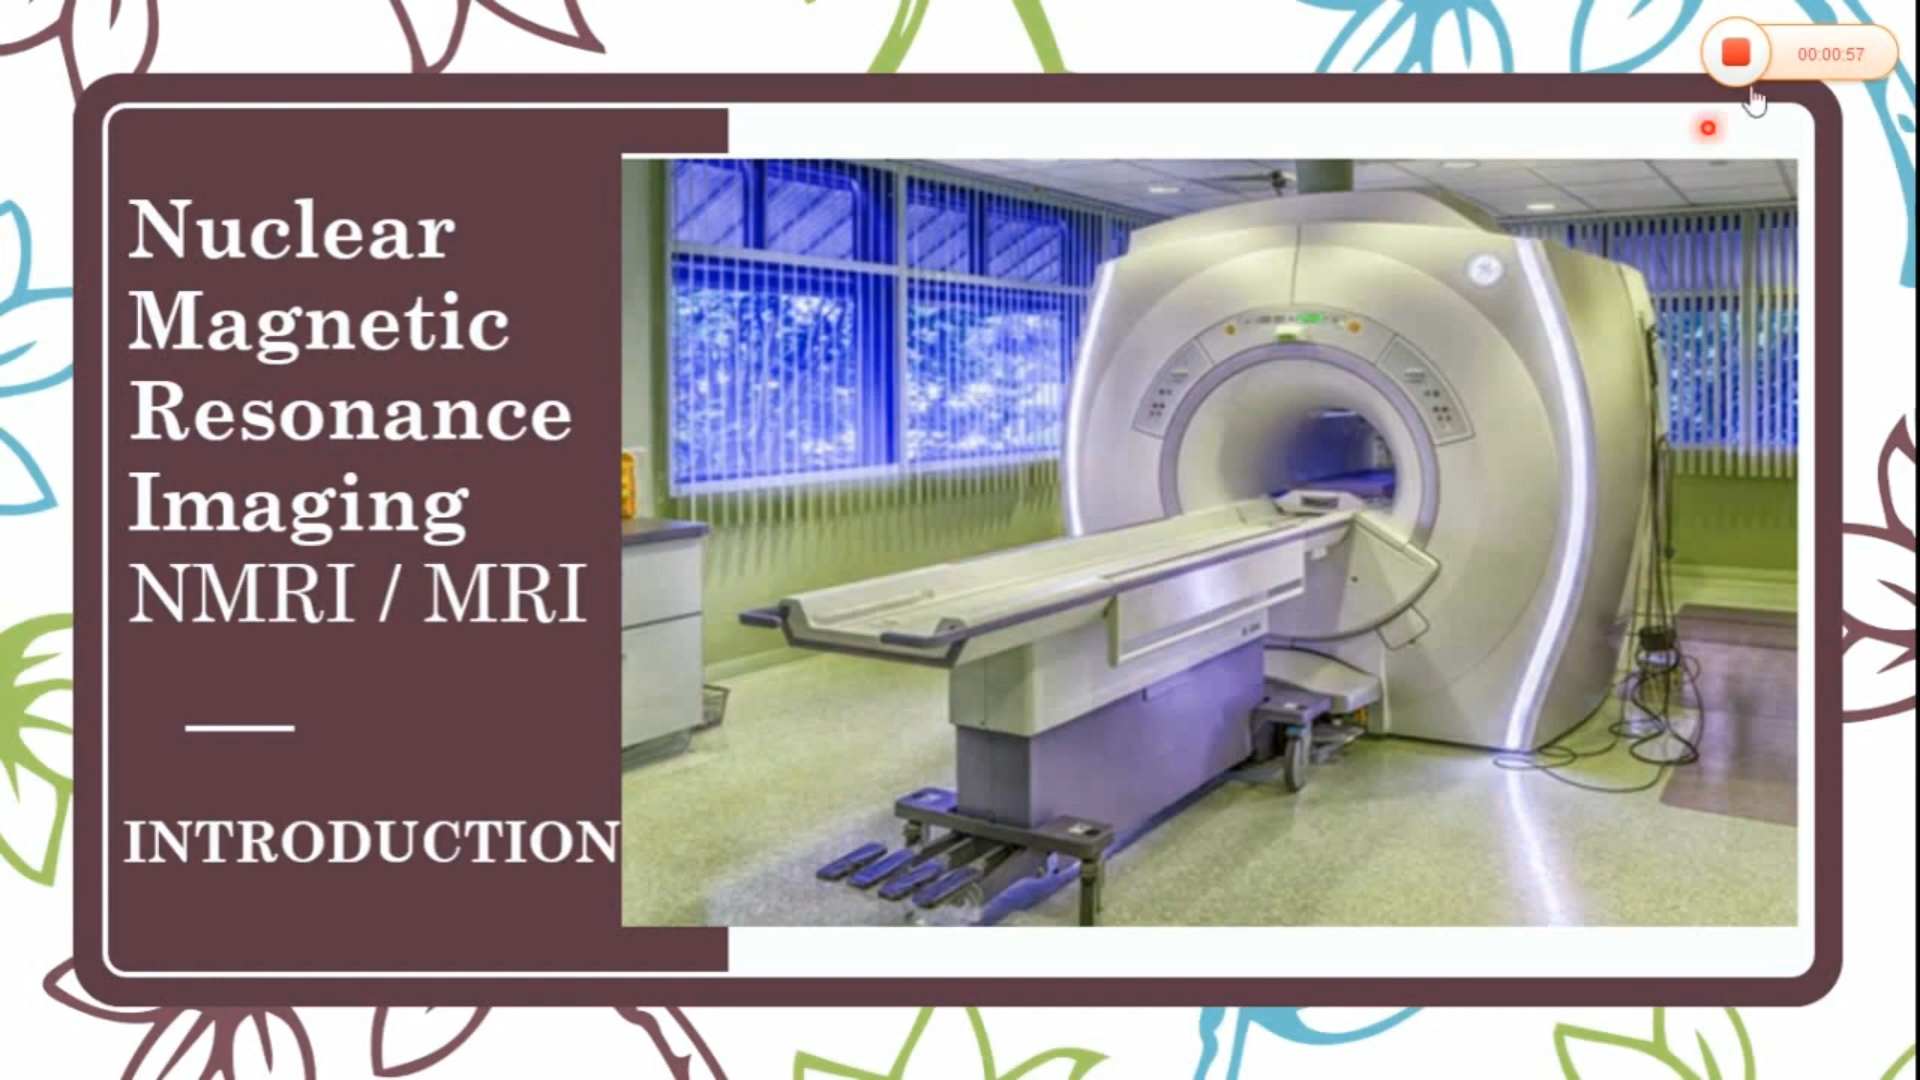 Nuclear
Magnetic
Resonance
Imaging
NMRI / MRI
INTRODUCTION
00:00:57